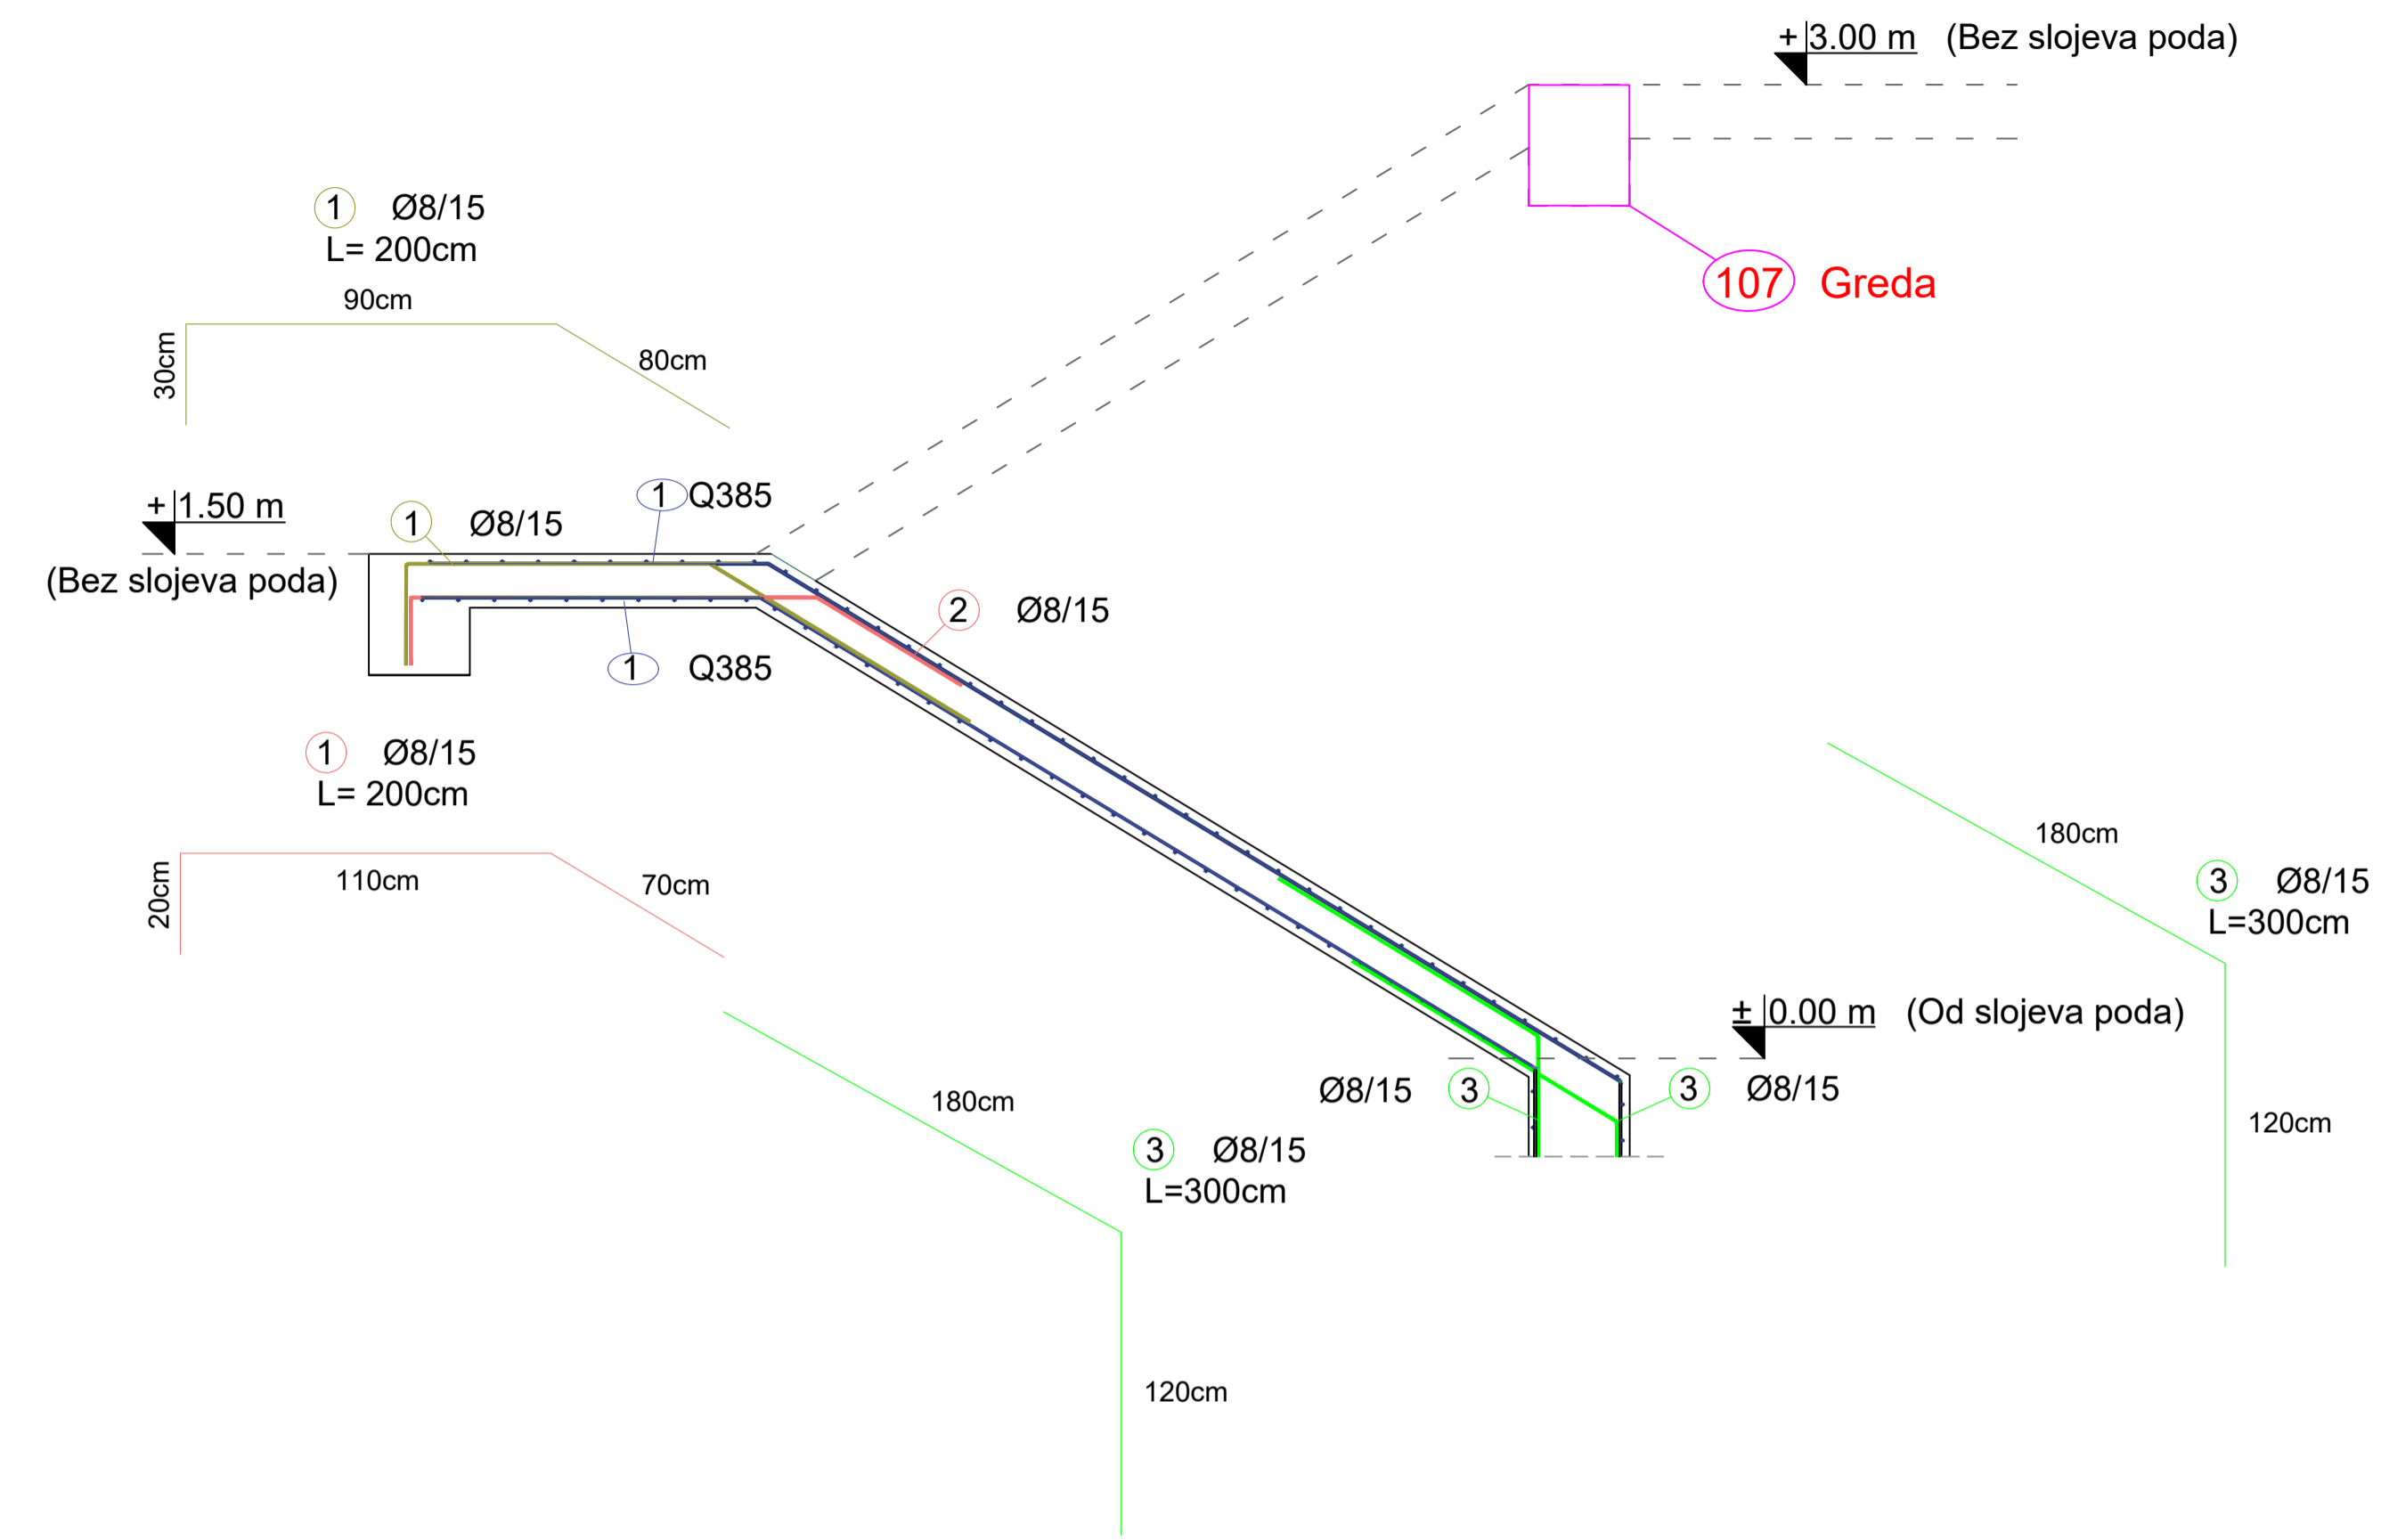 + 3.00 m (Bez slojeva poda)
1 Ø8/15
L= 200cm
90cm
30cm
80cm
107 Greda
+ 1.50 m
(Bez slojeva poda)
1 Ø8/15
1 Q385
2 Ø8/15
1 Q385
1 Ø8/15
L= 200cm
20cm
110cm
70cm
180cm
3 Ø8/15
L=300cm
120cm
± 0.00 m (Od slojeva poda)
Ø8/15 3
3 Ø8/15
180cm
3 Ø8/15
L=300cm
120cm